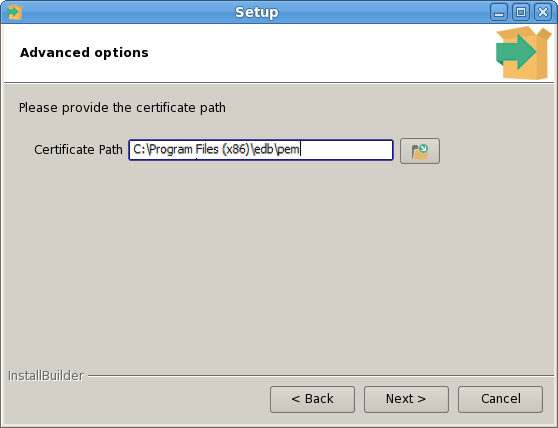 Setup
Advanced options
Please provide the certificate path
Certificate Path C:\Program Files (x86)\edb\pem
InstallBuilder
< Back Next > Cancel